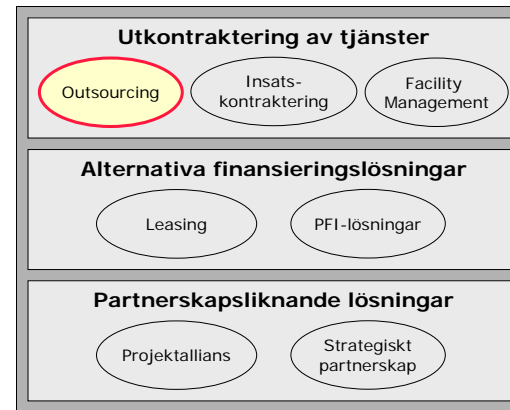 Utkontraktering av tjänster
Outsourcing
Insats-
kontraktering
Facility
Management
Alternativa finansieringslösningar
Leasing
PFI-lösningar
Partnerskapsliknande lösningar
Projektallians
Strategiskt
partnerskap